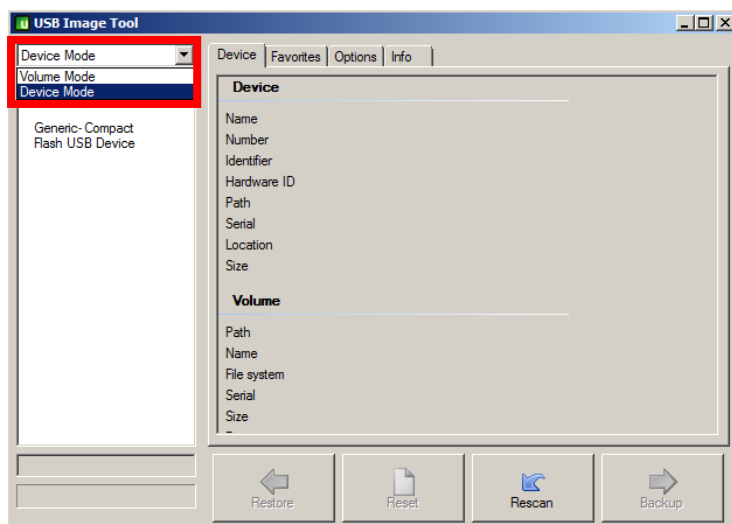 USB Image Tool
Device Mode
Volume Mode
Device Mode
Generic- Compact
Flash USB Device
Device Favorites Options Info
Device
Name
Number
Identifier
Hardware ID
Path
Serial
Location
Size
Volume
Path
Name
File system
Serial
Size
Restore Reset Rescan Backup